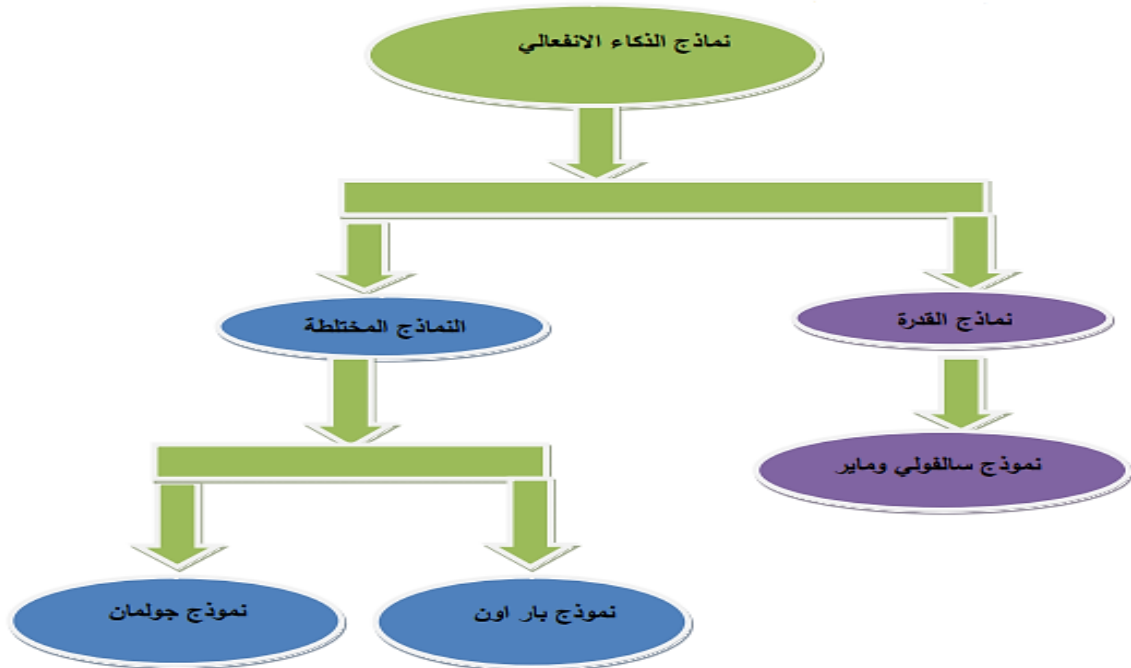 نماذج الذكاء الانفعالي
نماذج القدرة
النماذج المختلطة
نموذج سالفولي وماير
نموذج بار اون
نموذج جولمان